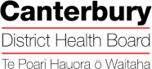 Canterbury
District Health Board
Te Poari Hauora ō Waitaha